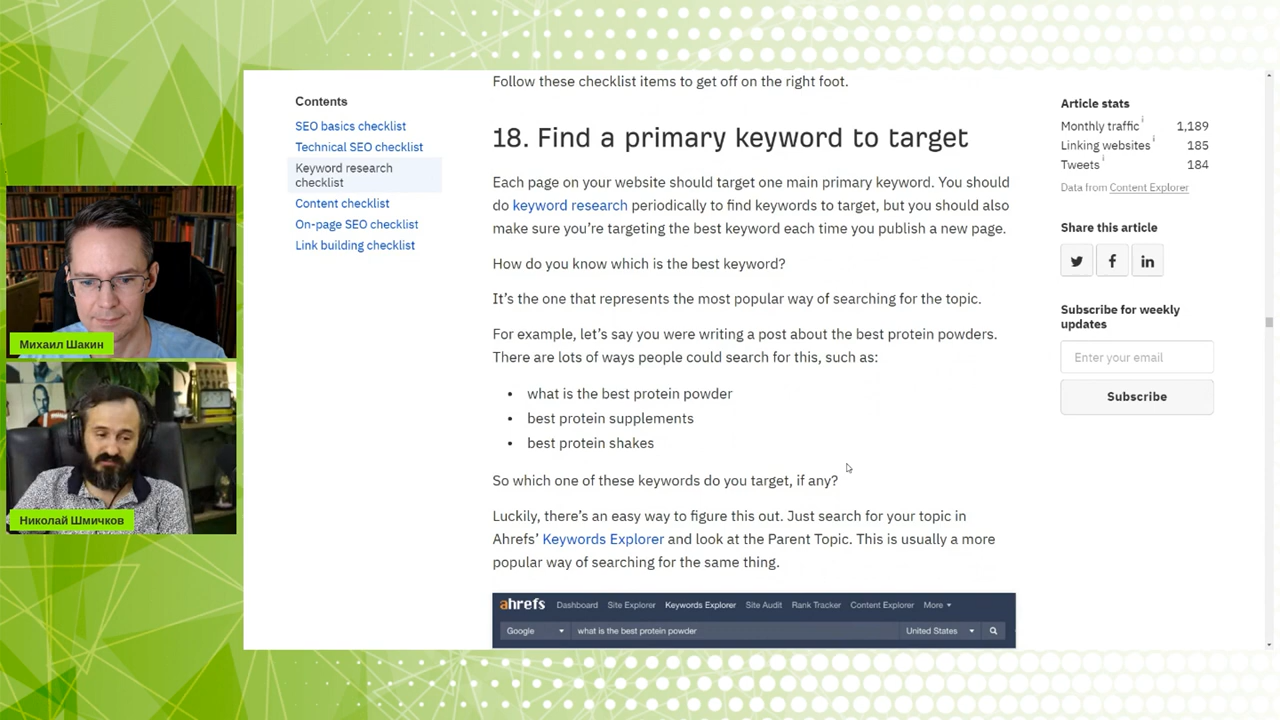 Follow these checklist items to get off on the right foot.
Contents
SEO basics checklist
Technical SEO checklist
Keyword research
checklist
Content checklist
On-page SEO checklist
Link building checklist
18. Find a primary keyword to target
Each page on your website should target one main primary keyword. You should
do keyword research periodically to find keywords to target, but you should also
make sure you’re targeting the best keyword each time you publish a new page.
How do you know which is the best keyword?
It’s the one that represents the most popular way of searching for the topic.
For example, let’s say you were writing a post about the best protein powders.
There are lots of ways people could search for this, such as:
• what is the best protein powder
• best protein supplements
• best protein shakes
So which one of these keywords do you target, if any?
Luckily, there’s an easy way to figure this out. Just search for your topic in
Ahrefs’ Keywords Explorer and look at the Parent Topic. This is usually a more
popular way of searching for the same thing.
ahrefs Dashboard Site Explorer Keywords Explorer Site Audit Rank Tracker Content Explorer More
Google what is the best protein powder United States
Article stats
Monthly traffic i 1,189
Linking websites i 185
Tweets i 184
Data from Content Explorer
Share this article
Subscribe for weekly
updates
Enter your email
Subscribe
Михаил Шакин
Николай Шмичков